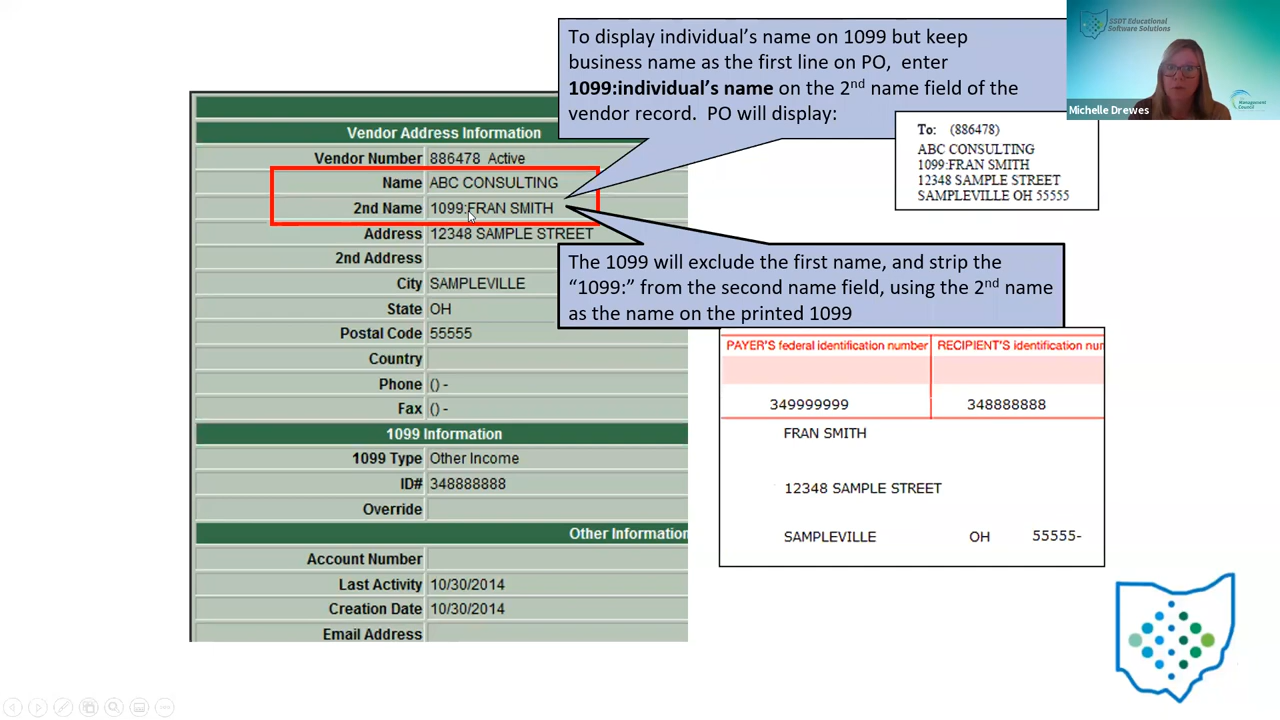 To display individual's name on 1099 but keep
business name as the first line on PO, enter
1099:individual's name on the 2nd name field of the
vendor record. PO will display:
SSDT Educational
Software Solutions
Management
Council
Michelle Drewes
To: (886478)
ABC CONSULTING
1099:FRAN SMITH
12348 SAMPLE STREET
SAMPLEVILLE OH 55555
Vendor Address Information
Vendor Number 886478 Active
Name ABC CONSULTING
2nd Name 1099:FRAN SMITH
Address 12348 SAMPLE STREET
2nd Address
City SAMPLEVILLE
State OH
Postal Code 55555
Country
Phone () -
Fax () -
1099 Information
1099 Type Other Income
ID# 348888888
Override
Other Information
Account Number
Last Activity 10/30/2014
Creation Date 10/30/2014
Email Address
The 1099 will exclude the first name, and strip the
“1099:” from the second name field, using the 2nd name
as the name on the printed 1099
PAYER'S federal identification number RECIPIENT'S identification num
349999999 348888888
FRAN SMITH
12348 SAMPLE STREET
SAMPLEVILLE OH 55555-